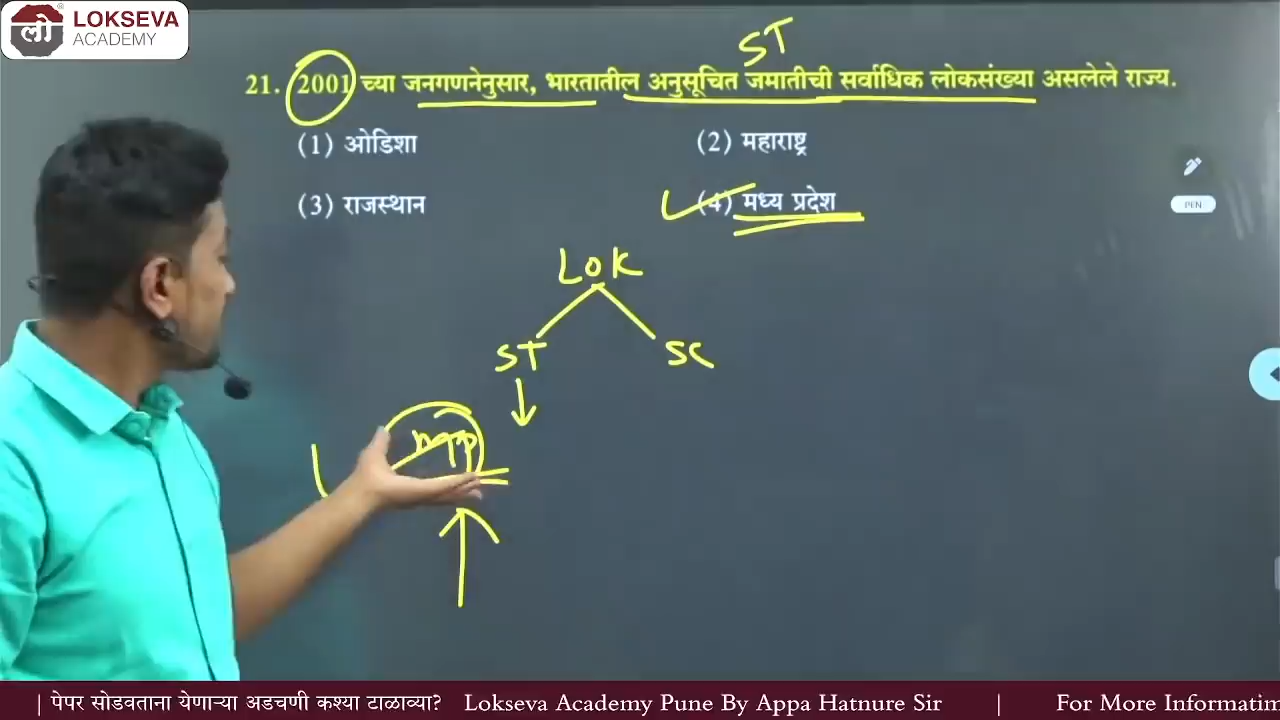 लो LOKSEVA
ACADEMY
ST
21. 2001 च्या जनगणनेनुसार, भारतातील अनुसूचित जमातीची सर्वाधिक लोकसंख्या असलेले राज्य.
(1) ओडिशा (2) महाराष्ट्र
(3) राजस्थान (4) मध्य प्रदेश
PEN
LOK
ST SC
| पेपर सोडवताना येणाऱ्या अडचणी कश्या टाळाव्या? Lokseva Academy Pune By Appa Hatnure Sir | For More Informatin